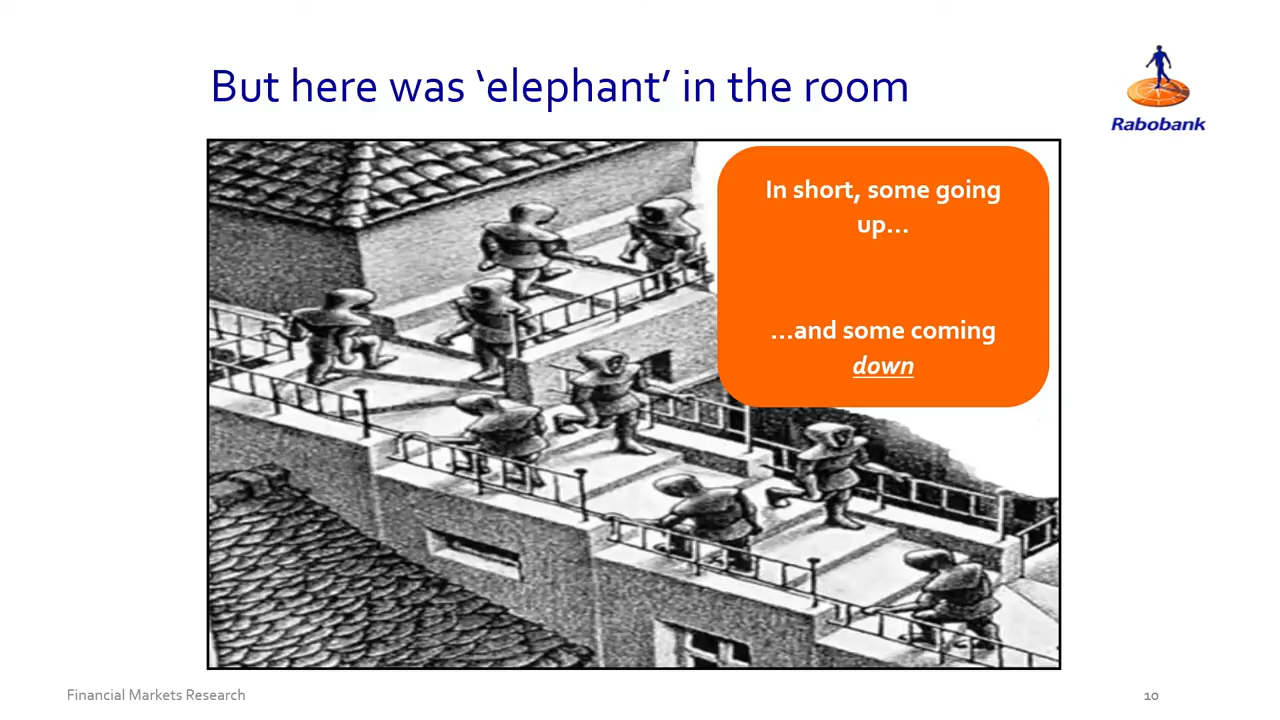 But here was ‘elephant’ in the room
Rabobank
In short, some going
up...
...and some coming
down
Financial Markets Research
10